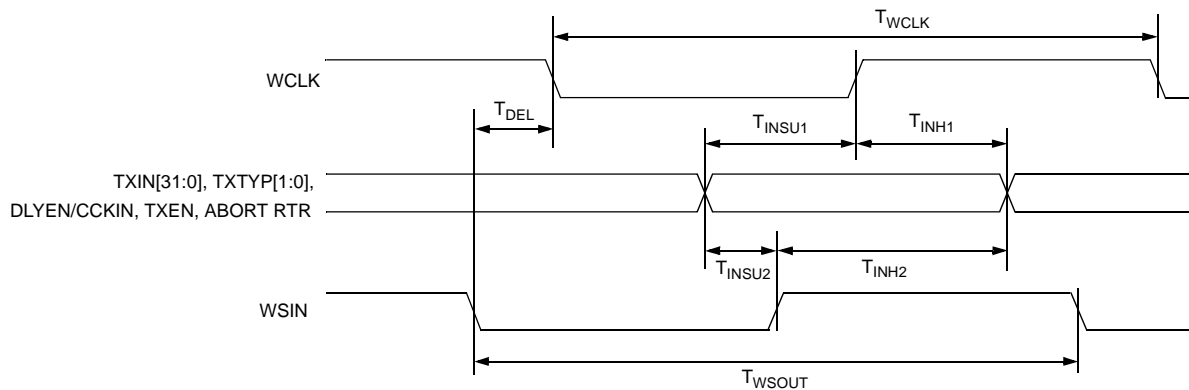 TWCLK
WCLK
TDEL
TINSU1
TINH1
TXIN[31:0], TXTYP[1:0],
DLYEN/CCKIN, TXEN, ABORT RTR
TINSU2
TINH2
WSIN
TWSOUT